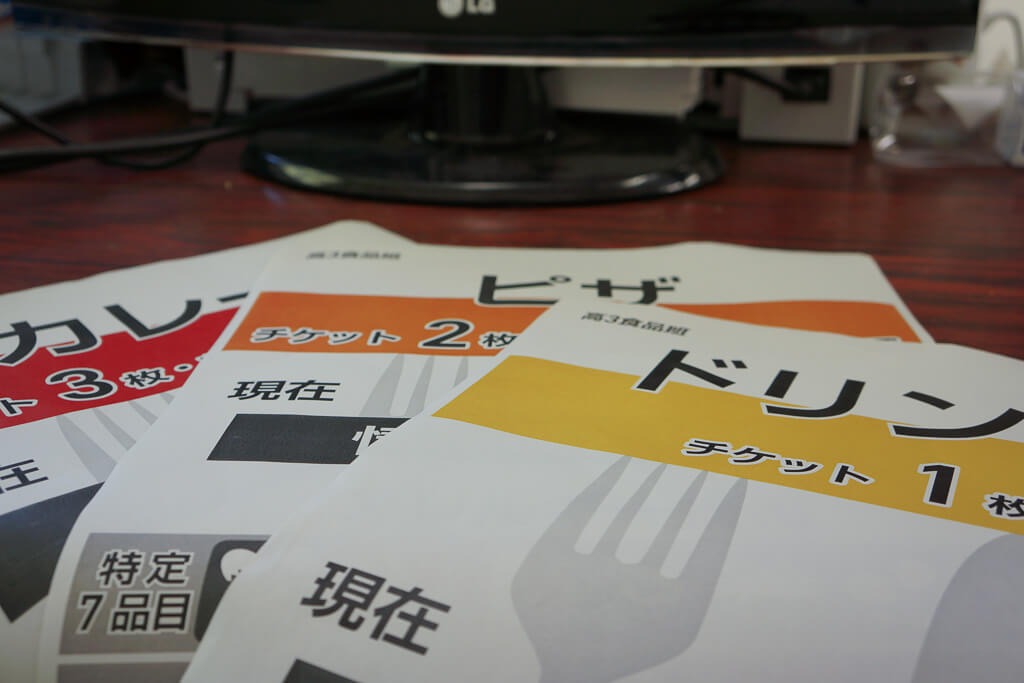 LG
カレー
ット 3枚・
在
高3食品班
ピザ
チケット 2枚
現在
特定
7品目
高3食品班
ドリン
チケット 1枚
現在